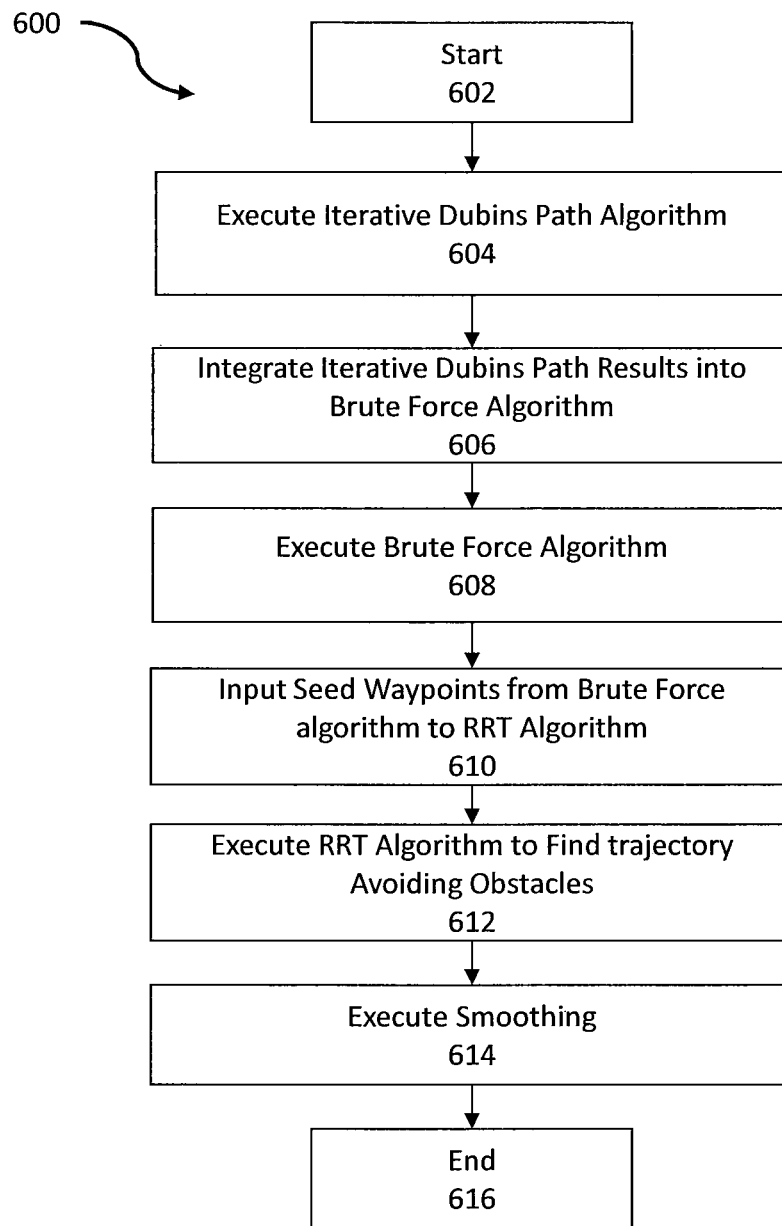 600
Start
602
Execute Iterative Dubins Path Algorithm
604
Integrate Iterative Dubins Path Results into
Brute Force Algorithm
606
Execute Brute Force Algorithm
608
Input Seed Waypoints from Brute Force
algorithm to RRT Algorithm
610
Execute RRT Algorithm to Find trajectory
Avoiding Obstacles
612
Execute Smoothing
614
End
616